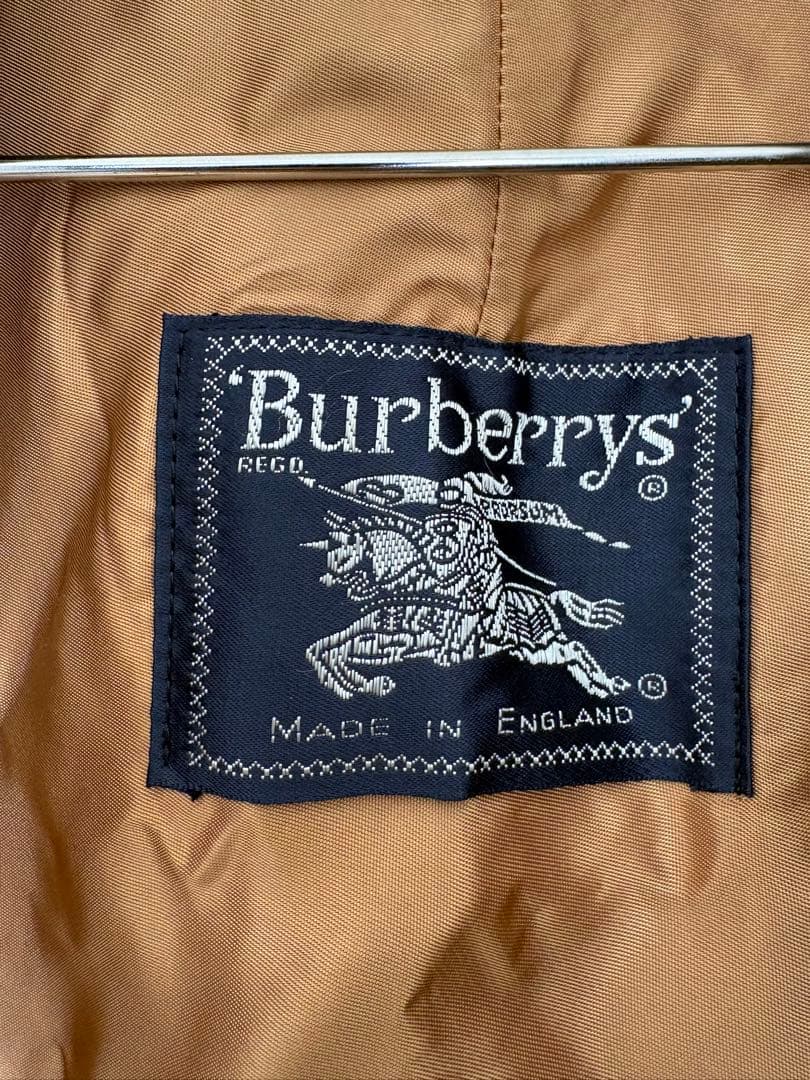 'Burberrys'
REGD.
®
PRORSUM
®
MADE IN ENGLAND